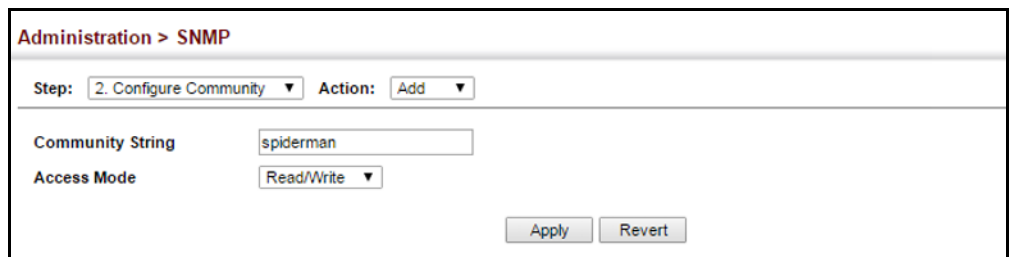 Administration > SNMP
Step: 2. Configure Community Action: Add
Community String spiderman
Access Mode Read/Write
Apply Revert